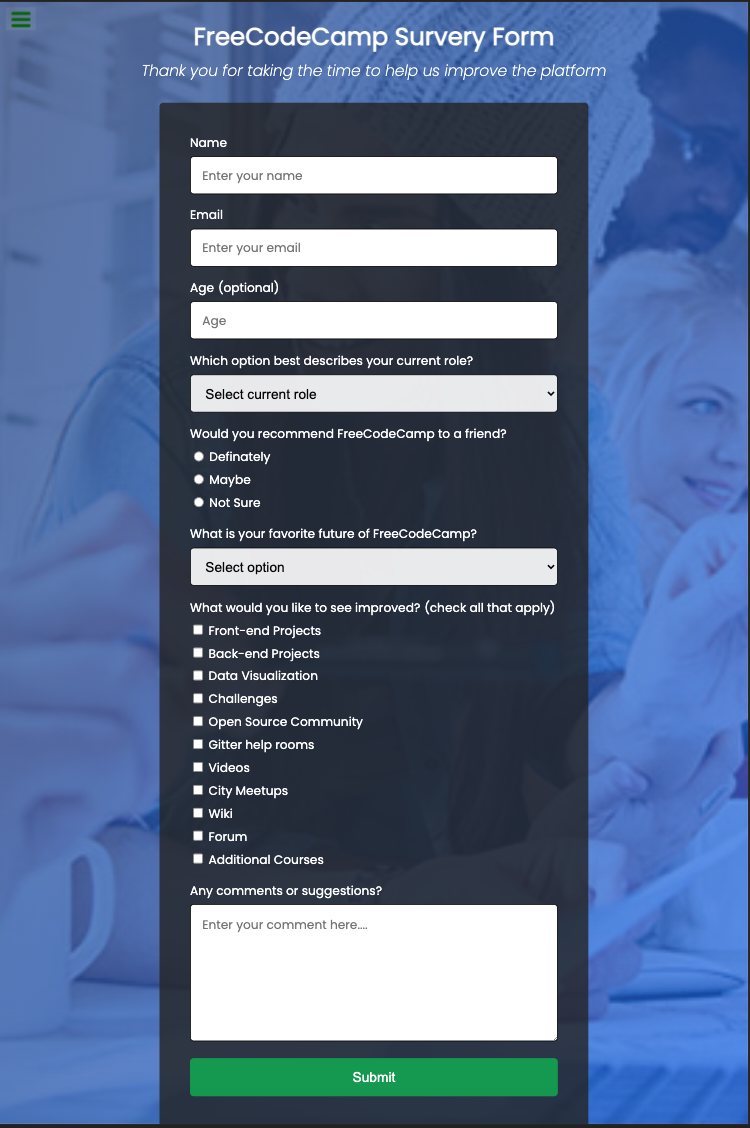 FreeCodeCamp Survery Form
Thank you for taking the time to help us improve the platform
Name
Enter your name
Email
Enter your email
Age (optional)
Age
Which option best describes your current role?
Select current role
Would you recommend FreeCodeCamp to a friend?
Definately
Maybe
Not Sure
What is your favorite future of FreeCodeCamp?
Select option
What would you like to see improved? (check all that apply)
Front-end Projects
Back-end Projects
Data Visualization
Challenges
Open Source Community
Gitter help rooms
Videos
City Meetups
Wiki
Forum
Additional Courses
Any comments or suggestions?
Enter your comment here....
Submit